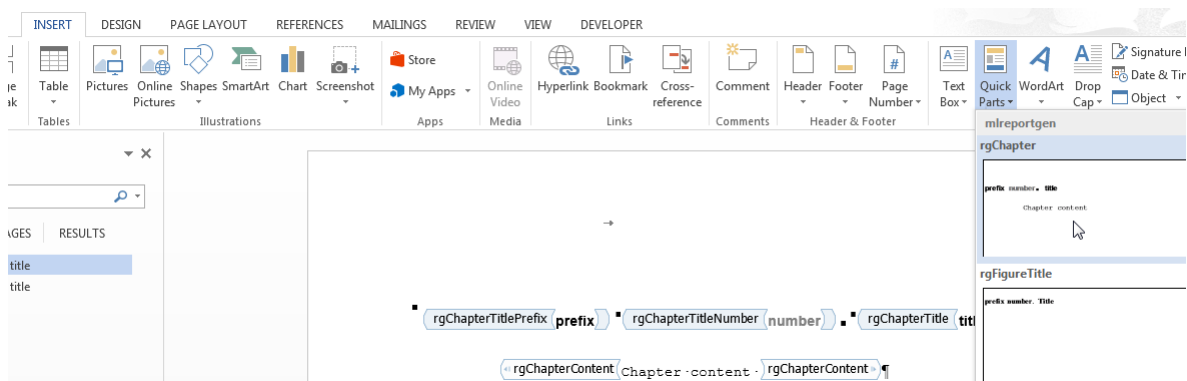 INSERT DESIGN PAGE LAYOUT REFERENCES MAILINGS REVIEW VIEW DEVELOPER
Table
Pictures
Online
Pictures
Shapes
SmartArt
Chart
Screenshot
Store
My Apps
Online
Video
Hyperlink
Bookmark
Cross-
reference
Comment
Header
Footer
Page
Number
Text
Box
Quick
Parts
WordArt
Drop
Cap
Signature
Date & Tin
Object
Tables Illustrations Apps Media Links Comments Header & Footer
mlreportgen
rgChapter
prefix number. title
Chapter content
AGES RESULTS
title
title
rgFigureTitle
prefix number. Title
rgChapterTitlePrefix prefix rgChapterTitleNumber number . rgChapterTitle titl
rgChapterContent Chapter·content· rgChapterContent ¶